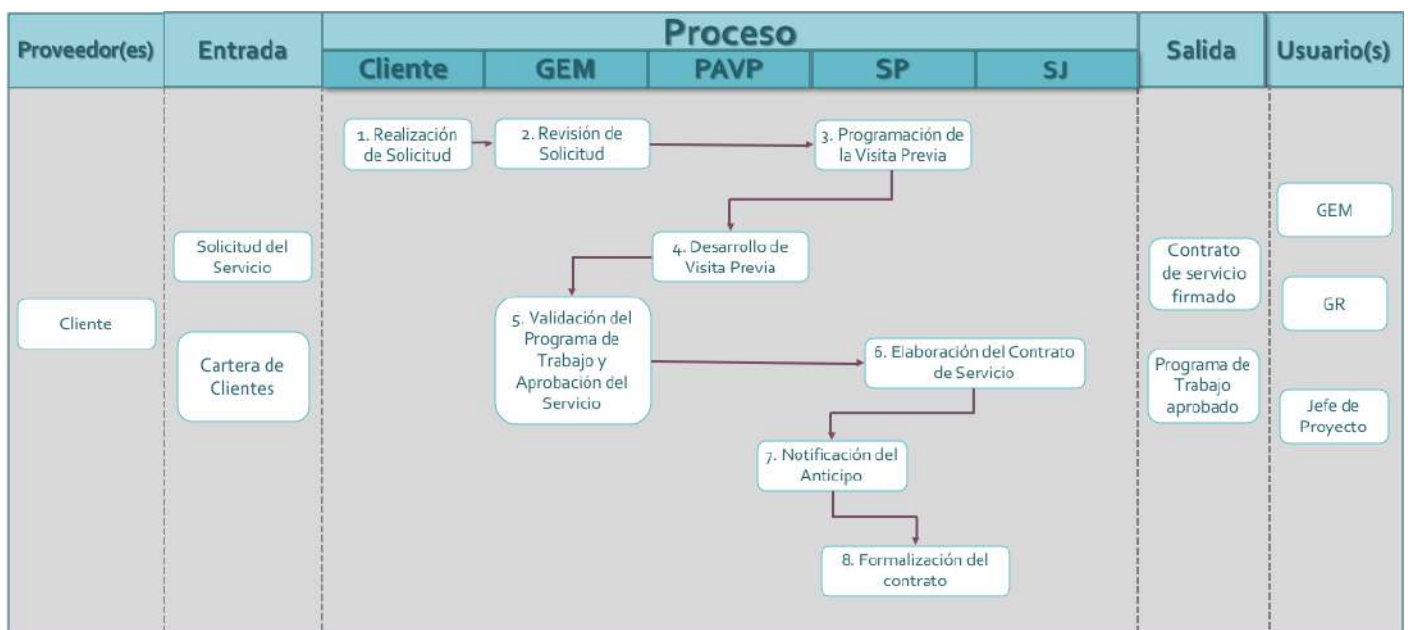 Proveedor(es)
Entrada
Proceso
Cliente
GEM
PAVP
SP
SJ
Salida
Usuario(s)
1. Realización
de Solicitud
2. Revisión de
Solicitud
3. Programación de
la Visita Previa
4. Desarrollo de
Visita Previa
5. Validación del
Programa de
Trabajo y
Aprobación del
Servicio
6. Elaboración del Contrato
de Servicio
7. Notificación del
Anticipo
8. Formalización del
contrato
Cliente
Solicitud del
Servicio
Cartera de
Clientes
Contrato
de servicio
firmado
Programa de
Trabajo
aprobado
GEM
GR
Jefe de
Proyecto